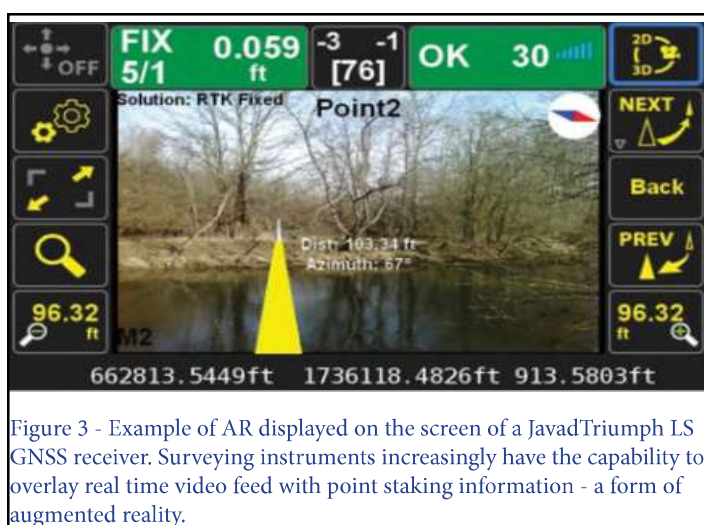 OFF
FIX 0.059
5/1 ft
-3 -1
[76]
OK 30
2D
3D
Solution: RTK Fixed
Point2
NEXT
Back
Dist: 103.34 ft
Azimuth: 67°
PREV
96.32
ft
M2
96.32
ft
662813.5449ft 1736118.4826ft 913.5803ft
Figure 3 - Example of AR displayed on the screen of a JavadTriumph LS
GNSS receiver. Surveying instruments increasingly have the capability to
overlay real time video feed with point staking information - a form of
augmented reality.